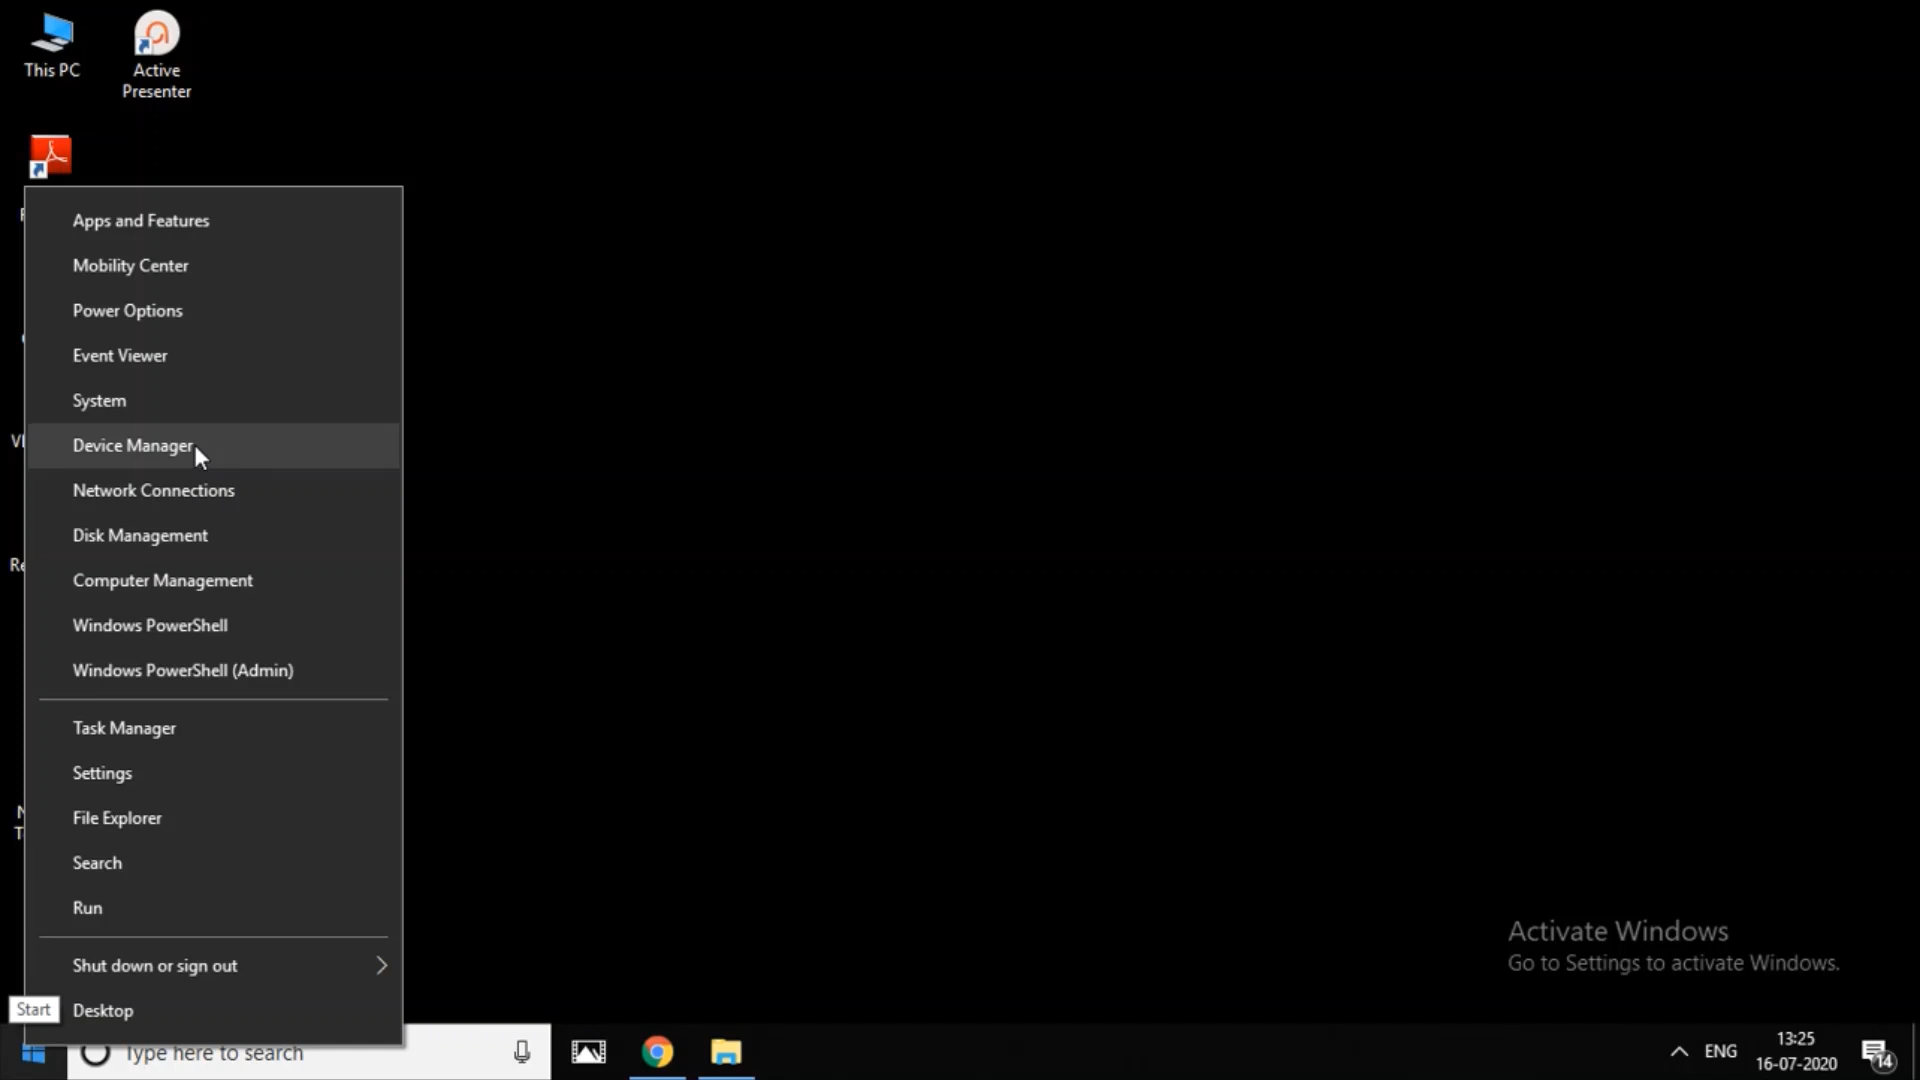 This PC
Active
Presenter
Apps and Features
Mobility Center
Power Options
Event Viewer
System
Device Manager
Network Connections
Disk Management
Computer Management
Windows PowerShell
Windows PowerShell (Admin)
Task Manager
Settings
File Explorer
Search
Run
Shut down or sign out
Desktop
Start
Type here to search
Activate Windows
Go to Settings to activate Windows.
ENG
13:25
16-07-2020
14